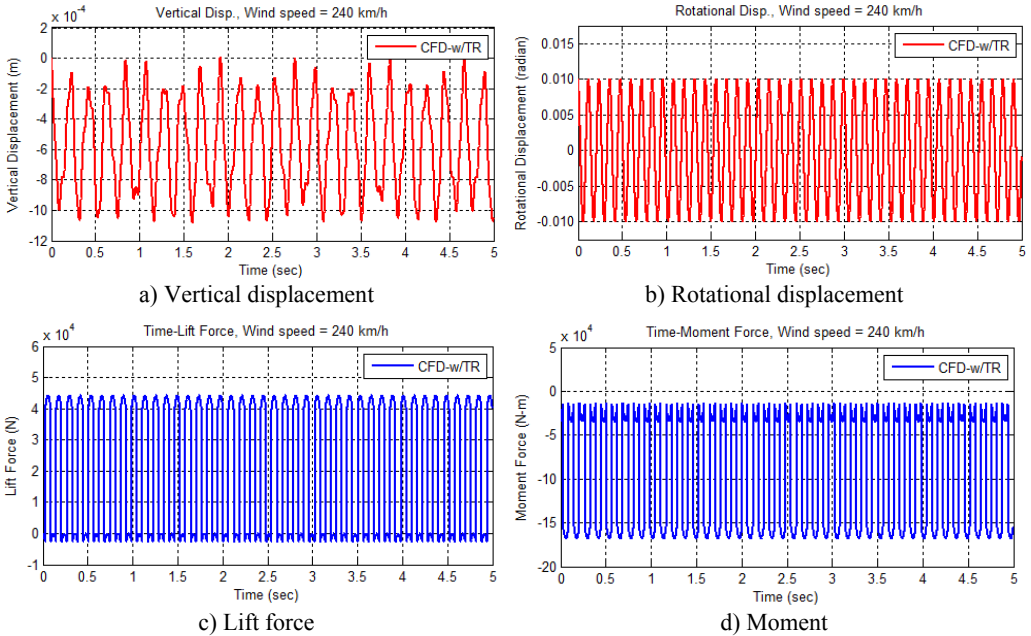 Vertical Disp., Wind speed = 240 km/h
x 10-4
CFD-w/TR
2
0
-2
-4
-6
-8
-10
-12
Vertical Displacement (m)
0 0.5 1 1.5 2 2.5 3 3.5 4 4.5 5
Time (sec)
a) Vertical displacement
Rotational Disp., Wind speed = 240 km/h
CFD-w/TR
0.015
0.010
0.005
0
-0.005
-0.010
Rotational Displacement (radian)
0 0.5 1 1.5 2 2.5 3 3.5 4 4.5 5
Time (sec)
b) Rotational displacement
Time-Lift Force, Wind speed = 240 km/h
x 104
CFD-w/TR
6
5
4
3
2
1
0
-1
Lift Force (N)
0 0.5 1 1.5 2 2.5 3 3.5 4 4.5 5
Time (sec)
c) Lift force
Time-Moment Force, Wind speed = 240 km/h
x 104
CFD-w/TR
5
0
-5
-10
-15
-20
Moment Force (N-m)
0 0.5 1 1.5 2 2.5 3 3.5 4 4.5 5
Time (sec)
d) Moment